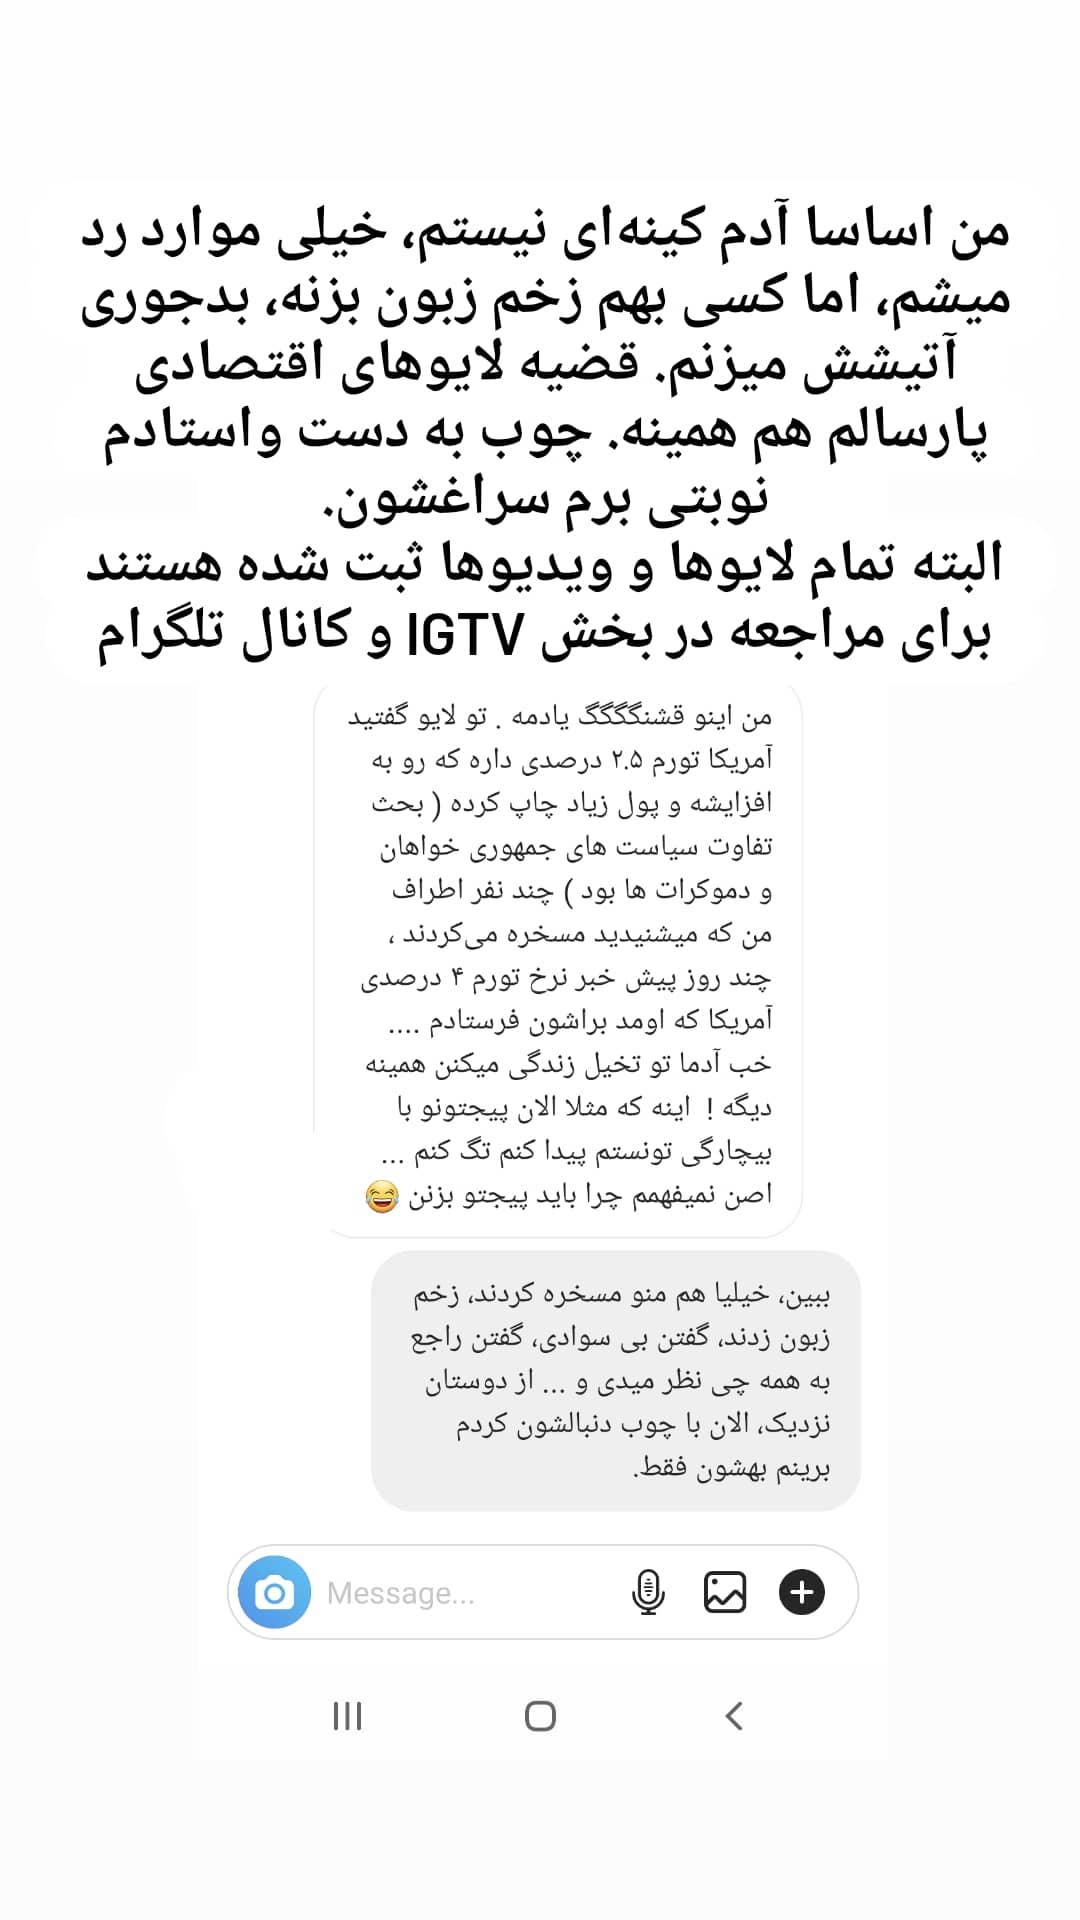 من اساسا آدم کینه‌ای نیستم، خیلی موارد رد
میشم، اما کسی بهم زخم زبون بزنه، بدجوری
آتیشش میزنم. قضیه لایوهای اقتصادی
پارسالم هم همینه. چوب به دست واستادم
نوبتی برم سراغشون.
البته تمام لایوها و ویدیوها ثبت شده هستند
برای مراجعه در بخش IGTV و کانال تلگرام
من اینو قشنگگگگ یادمه . تو لایو گفتید
آمریکا تورم ۲.۵ درصدی داره که رو به
افزایشه و پول زیاد چاپ کرده ( بحث
تفاوت سیاست های جمهوری خواهان
و دموکرات ها بود ) چند نفر اطراف
من که میشنیدید مسخره می‌کردند ،
چند روز پیش خبر نرخ تورم ۴ درصدی
آمریکا که اومد براشون فرستادم ....
خب آدما تو تخیل زندگی میکنن همینه
دیگه ! اینه که مثلا الان پیجتونو با
بیچارگی تونستم پیدا کنم تگ کنم ...
اصن نمیفهمم چرا باید پیجتو بزنن 😂
ببین، خیلیا هم منو مسخره کردند، زخم
زبون زدند، گفتن بی سوادی، گفتن راجع
به همه چی نظر میدی و ... از دوستان
نزدیک، الان با چوب دنبالشون کردم
برینم بهشون فقط.
Message...